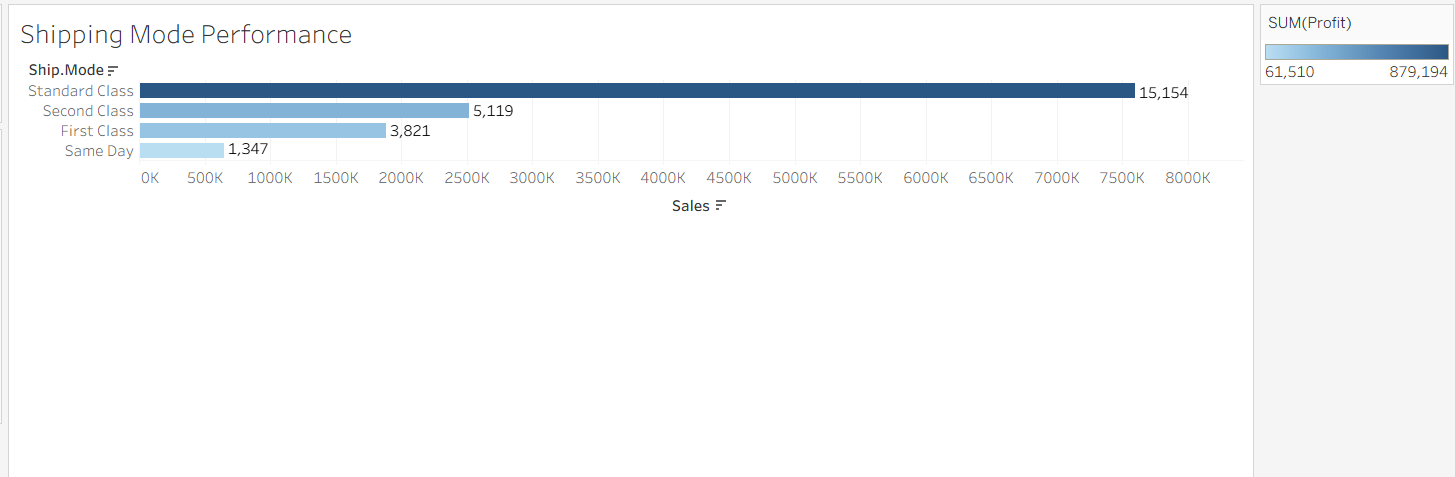 Shipping Mode Performance
Ship.Mode
Standard Class 15,154
Second Class 5,119
First Class 3,821
Same Day 1,347
0K 500K 1000K 1500K 2000K 2500K 3000K 3500K 4000K 4500K 5000K 5500K 6000K 6500K 7000K 7500K 8000K
Sales
SUM(Profit)
61,510 879,194